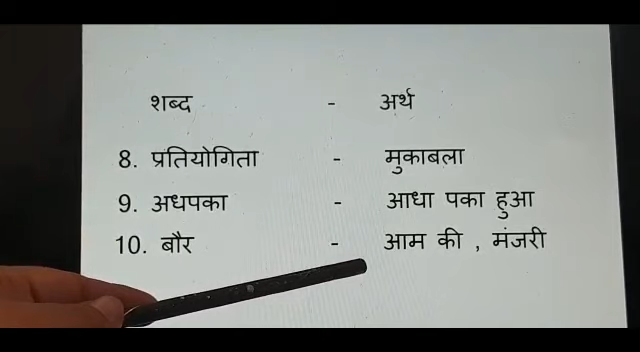 शब्द - अर्थ
8. प्रतियोगिता - मुकाबला
9. अधपका - आधा पका हुआ
10. बौर - आम की , मंजरी